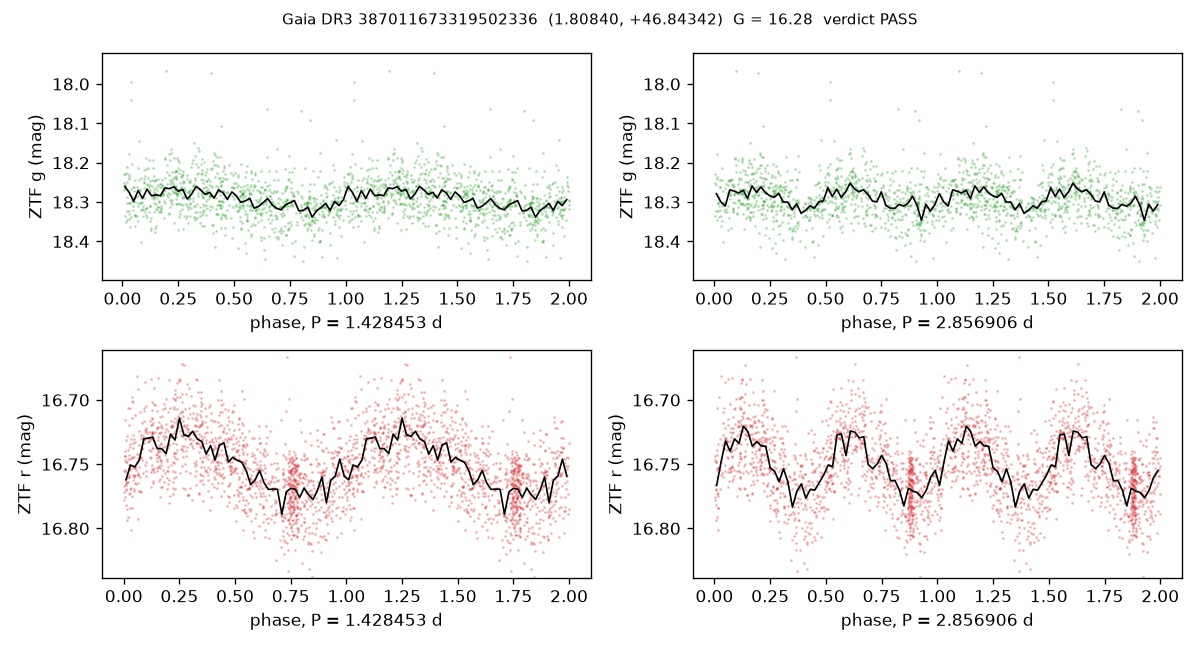 Gaia DR3 387011673319502336 (1.80840, +46.84342) G = 16.28 verdict PASS
ZTF g (mag)
18.0
18.1
18.2
18.3
18.4
0.00 0.25 0.50 0.75 1.00 1.25 1.50 1.75 2.00
phase, P = 1.428453 d
ZTF g (mag)
18.0
18.1
18.2
18.3
18.4
0.00 0.25 0.50 0.75 1.00 1.25 1.50 1.75 2.00
phase, P = 2.856906 d
ZTF r (mag)
16.70
16.75
16.80
0.00 0.25 0.50 0.75 1.00 1.25 1.50 1.75 2.00
phase, P = 1.428453 d
ZTF r (mag)
16.70
16.75
16.80
0.00 0.25 0.50 0.75 1.00 1.25 1.50 1.75 2.00
phase, P = 2.856906 d